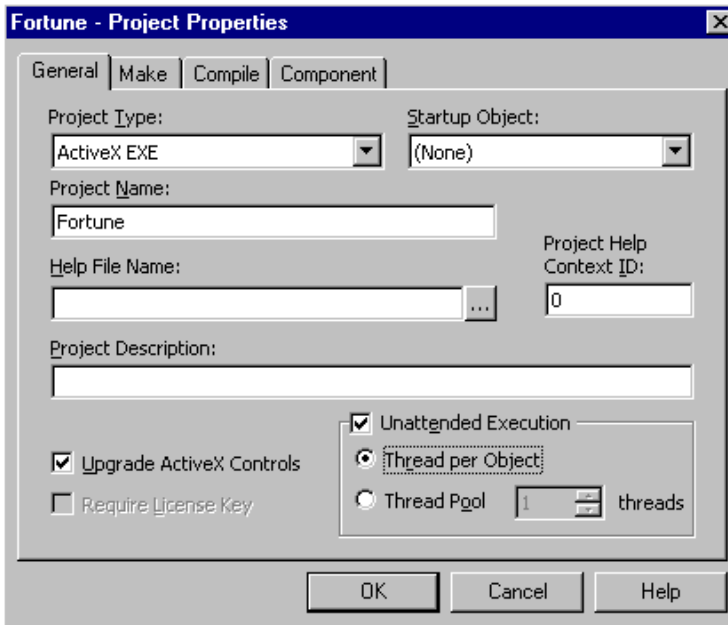 Fortune - Project Properties
General Make Compile Component
Project Type: Startup Object:
ActiveX EXE (None)
Project Name:
Fortune
Project Help
Context ID:
Help File Name:
... 0
Project Description:
Unattended Execution
Upgrade ActiveX Controls Thread per Object
Require License Key Thread Pool 1 threads
OK Cancel Help